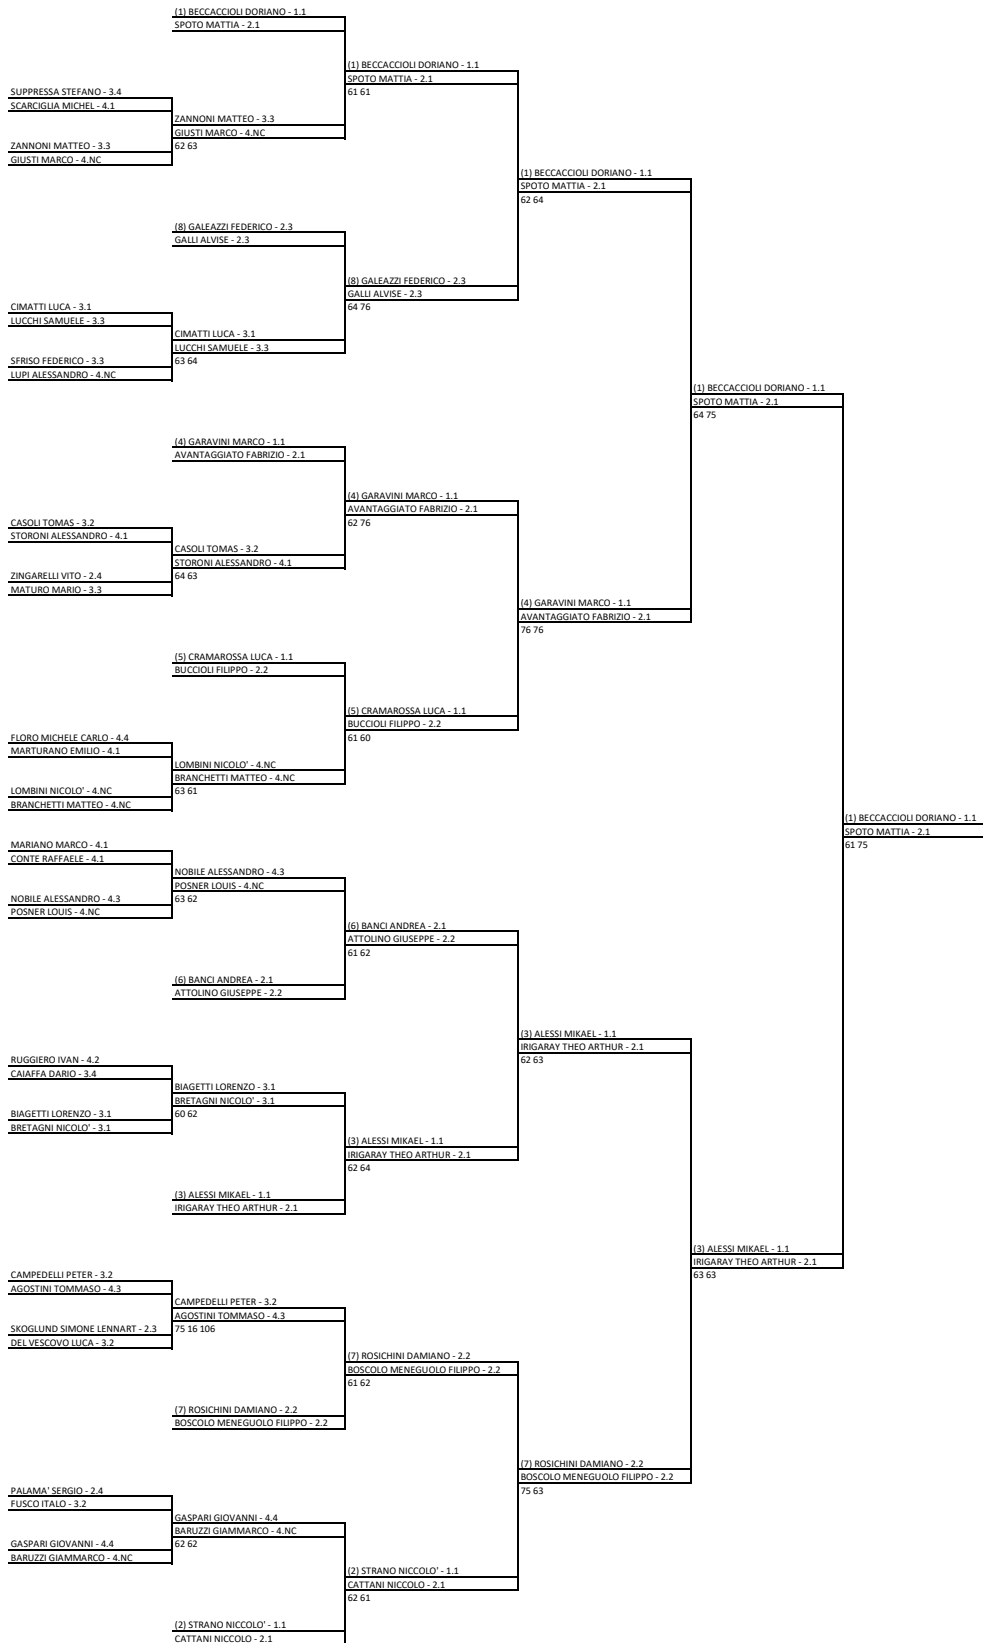 (1) BECCACCIOLI DORIANO - 1.1
SPOTO MATTIA - 2.1
(1) BECCACCIOLI DORIANO - 1.1
SPOTO MATTIA - 2.1
61 61
SUPPRESSA STEFANO - 3.4
SCARCIGLIA MICHEL - 4.1
ZANNONI MATTEO - 3.3
GIUSTI MARCO - 4.NC
62 63
ZANNONI MATTEO - 3.3
GIUSTI MARCO - 4.NC
(1) BECCACCIOLI DORIANO - 1.1
SPOTO MATTIA - 2.1
62 64
(8) GALEAZZI FEDERICO - 2.3
GALLI ALVISE - 2.3
(8) GALEAZZI FEDERICO - 2.3
GALLI ALVISE - 2.3
64 76
CIMATTI LUCA - 3.1
LUCCHI SAMUELE - 3.3
CIMATTI LUCA - 3.1
LUCCHI SAMUELE - 3.3
63 64
SFRISO FEDERICO - 3.3
LUPI ALESSANDRO - 4.NC
(1) BECCACCIOLI DORIANO - 1.1
SPOTO MATTIA - 2.1
64 75
(4) GARAVINI MARCO - 1.1
AVANTAGGIATO FABRIZIO - 2.1
(4) GARAVINI MARCO - 1.1
AVANTAGGIATO FABRIZIO - 2.1
62 76
CASOLI TOMAS - 3.2
STORONI ALESSANDRO - 4.1
CASOLI TOMAS - 3.2
STORONI ALESSANDRO - 4.1
64 63
ZINGARELLI VITO - 2.4
MATURO MARIO - 3.3
(4) GARAVINI MARCO - 1.1
AVANTAGGIATO FABRIZIO - 2.1
76 76
(5) CRAMAROSSA LUCA - 1.1
BUCCIOLI FILIPPO - 2.2
(5) CRAMAROSSA LUCA - 1.1
BUCCIOLI FILIPPO - 2.2
61 60
FLORO MICHELE CARLO - 4.4
MARTURANO EMILIO - 4.1
LOMBINI NICOLO' - 4.NC
BRANCHETTI MATTEO - 4.NC
63 61
LOMBINI NICOLO' - 4.NC
BRANCHETTI MATTEO - 4.NC
(1) BECCACCIOLI DORIANO - 1.1
SPOTO MATTIA - 2.1
61 75
MARIANO MARCO - 4.1
CONTE RAFFAELE - 4.1
NOBILE ALESSANDRO - 4.3
POSNER LOUIS - 4.NC
63 62
NOBILE ALESSANDRO - 4.3
POSNER LOUIS - 4.NC
(6) BANCI ANDREA - 2.1
ATTOLINO GIUSEPPE - 2.2
61 62
(6) BANCI ANDREA - 2.1
ATTOLINO GIUSEPPE - 2.2
(3) ALESSI MIKAEL - 1.1
IRIGARAY THEO ARTHUR - 2.1
62 63
RUGGIERO IVAN - 4.2
CAIAFFA DARIO - 3.4
BIAGETTI LORENZO - 3.1
BRETAGNI NICOLO' - 3.1
60 62
BIAGETTI LORENZO - 3.1
BRETAGNI NICOLO' - 3.1
(3) ALESSI MIKAEL - 1.1
IRIGARAY THEO ARTHUR - 2.1
62 64
(3) ALESSI MIKAEL - 1.1
IRIGARAY THEO ARTHUR - 2.1
(3) ALESSI MIKAEL - 1.1
IRIGARAY THEO ARTHUR - 2.1
63 63
CAMPEDELLI PETER - 3.2
AGOSTINI TOMMASO - 4.3
CAMPEDELLI PETER - 3.2
AGOSTINI TOMMASO - 4.3
75 16 106
SKOGLUND SIMONE LENNART - 2.3
DEL VESCOVO LUCA - 3.2
(7) ROSICHINI DAMIANO - 2.2
BOSCOLO MENEGUOLO FILIPPO - 2.2
61 62
(7) ROSICHINI DAMIANO - 2.2
BOSCOLO MENEGUOLO FILIPPO - 2.2
(7) ROSICHINI DAMIANO - 2.2
BOSCOLO MENEGUOLO FILIPPO - 2.2
75 63
PALAMA' SERGIO - 2.4
FUSCO ITALO - 3.2
GASPARI GIOVANNI - 4.4
BARUZZI GIAMMARCO - 4.NC
62 62
GASPARI GIOVANNI - 4.4
BARUZZI GIAMMARCO - 4.NC
(2) STRANO NICCOLO' - 1.1
CATTANI NICCOLO - 2.1
62 61
(2) STRANO NICCOLO' - 1.1
CATTANI NICCOLO - 2.1